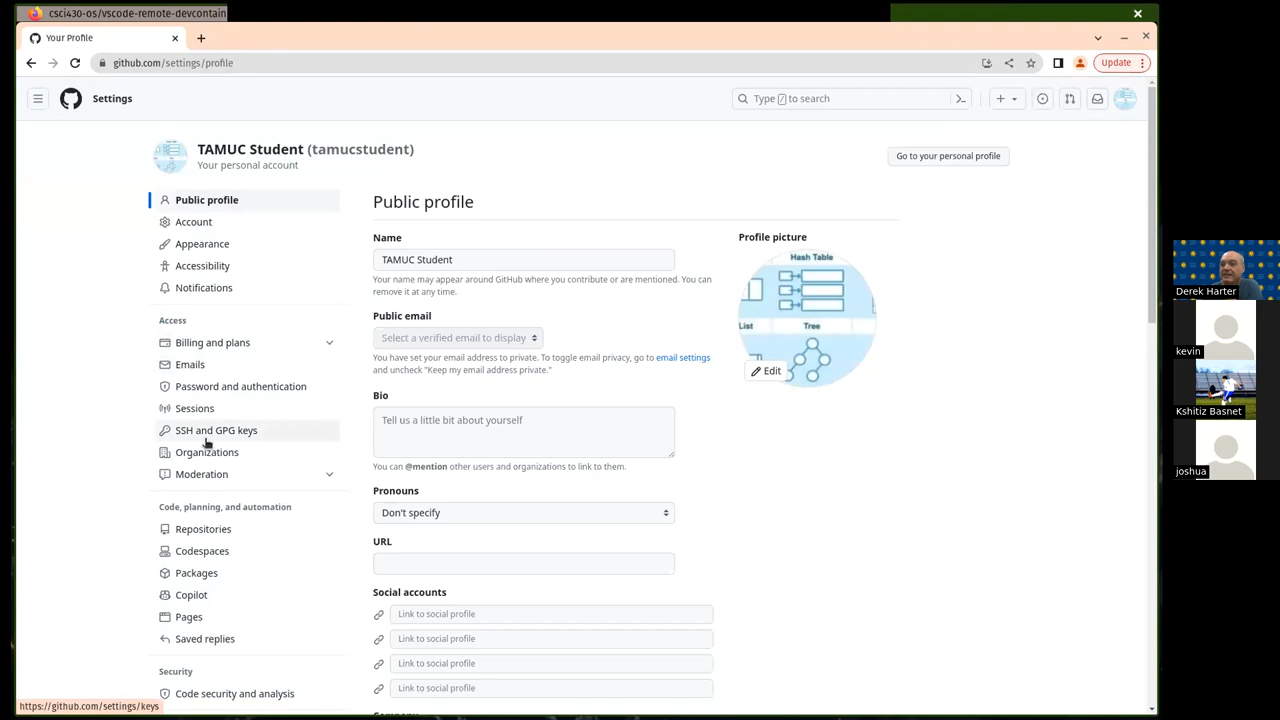 csci430-os/vscode-remote-devcontain
Your Profile
github.com/settings/profile
Update
Settings
Type / to search
TAMUC Student (tamucstudent)
Your personal account
Go to your personal profile
Public profile
Account
Appearance
Accessibility
Notifications
Access
Billing and plans
Emails
Password and authentication
Sessions
SSH and GPG keys
Organizations
Moderation
Code, planning, and automation
Repositories
Codespaces
Packages
Copilot
Pages
Saved replies
Security
Code security and analysis
https://github.com/settings/keys
Public profile
Name
TAMUC Student
Your name may appear around GitHub where you contribute or are mentioned. You can
remove it at any time.
Public email
Select a verified email to display
You have set your email address to private. To toggle email privacy, go to email settings
and uncheck "Keep my email address private."
Bio
Tell us a little bit about yourself
You can @mention other users and organizations to link to them.
Pronouns
Don't specify
URL
Social accounts
Link to social profile
Link to social profile
Link to social profile
Link to social profile
Profile picture
Hash Table
List
Tree
Edit
Derek Harter
kevin
Kshitiz Basnet
joshua